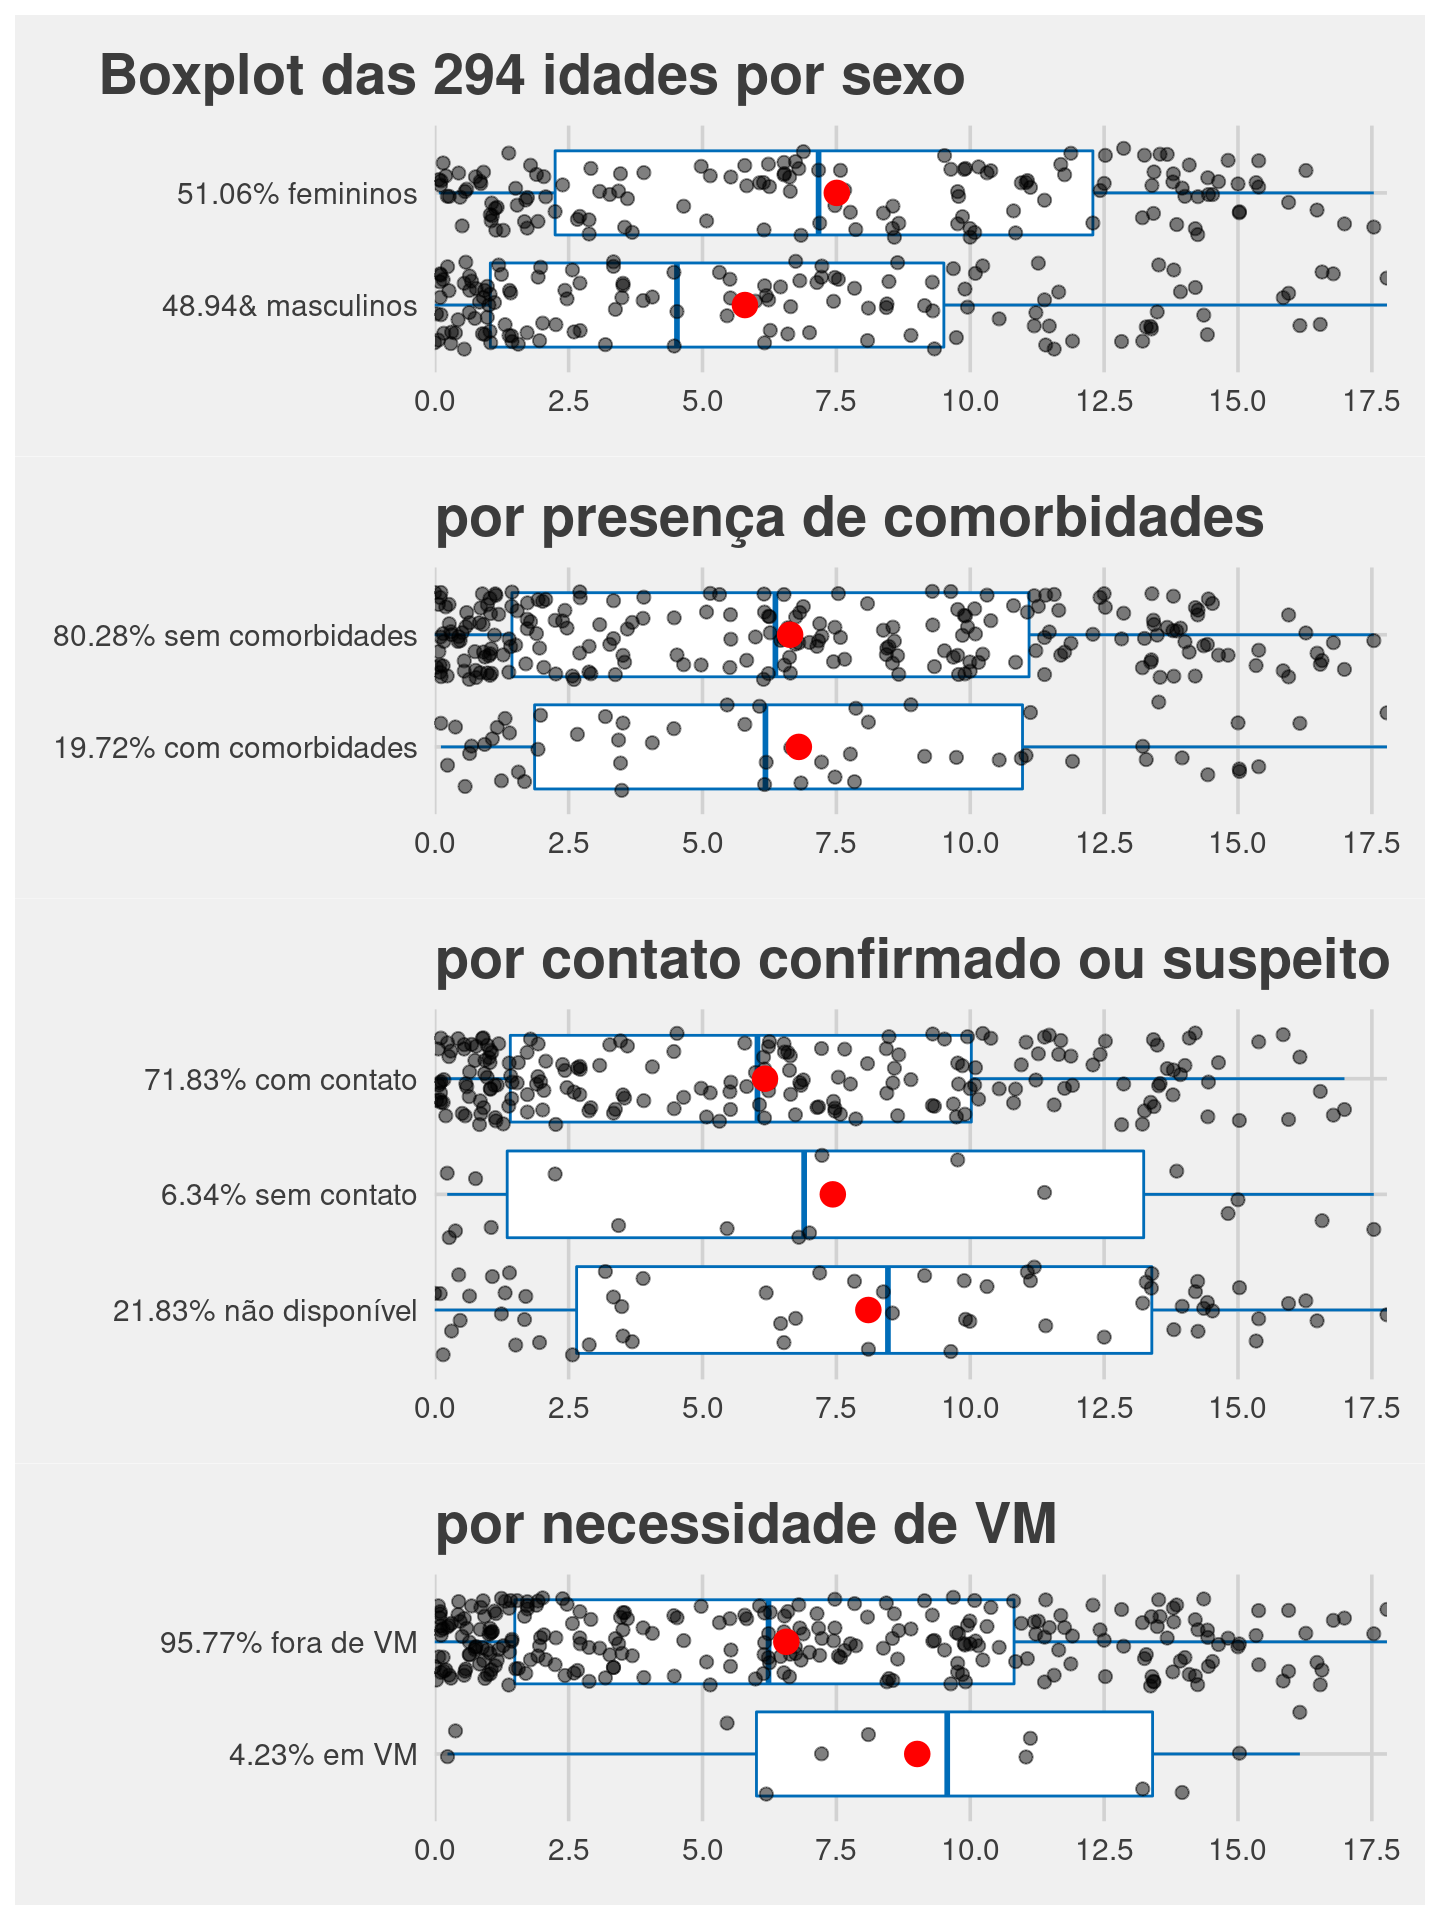 Boxplot das 294 idades por sexo
51.06% femininos
48.94& masculinos
0.0 2.5 5.0 7.5 10.0 12.5 15.0 17.5
por presença de comorbidades
80.28% sem comorbidades
19.72% com comorbidades
0.0 2.5 5.0 7.5 10.0 12.5 15.0 17.5
por contato confirmado ou suspeito
71.83% com contato
6.34% sem contato
21.83% não disponível
0.0 2.5 5.0 7.5 10.0 12.5 15.0 17.5
por necessidade de VM
95.77% fora de VM
4.23% em VM
0.0 2.5 5.0 7.5 10.0 12.5 15.0 17.5